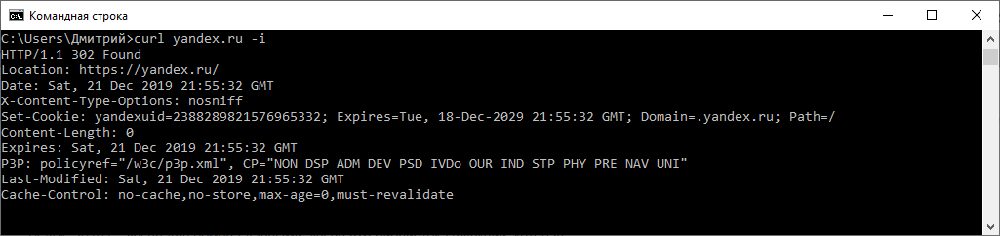 Командная строка
C:\Users\Дмитрий>curl yandex.ru -i
HTTP/1.1 302 Found
Location: https://yandex.ru/
Date: Sat, 21 Dec 2019 21:55:32 GMT
X-Content-Type-Options: nosniff
Set-Cookie: yandexuid=2388289821576965332; Expires=Tue, 18-Dec-2029 21:55:32 GMT; Domain=.yandex.ru; Path=/
Content-Length: 0
Expires: Sat, 21 Dec 2019 21:55:32 GMT
P3P: policyref="/w3c/p3p.xml", CP="NON DSP ADM DEV PSD IVDo OUR IND STP PHY PRE NAV UNI"
Last-Modified: Sat, 21 Dec 2019 21:55:32 GMT
Cache-Control: no-cache,no-store,max-age=0,must-revalidate